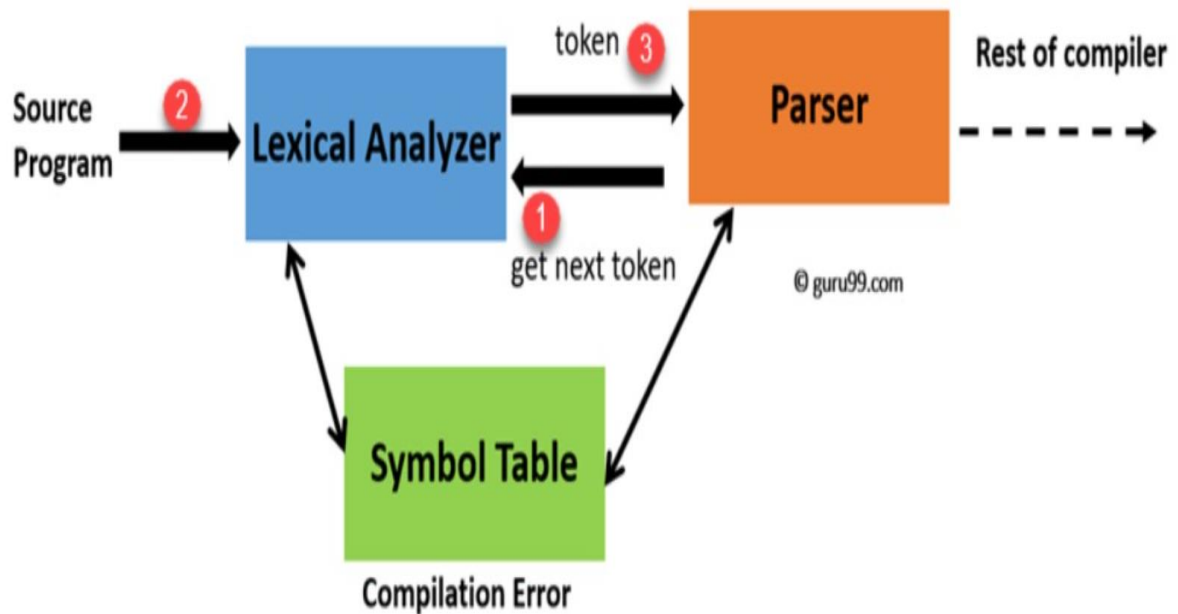 token 3
Rest of compiler
Source
Program
2
Lexical Analyzer
Parser
1
get next token
© guru99.com
Symbol Table
Compilation Error